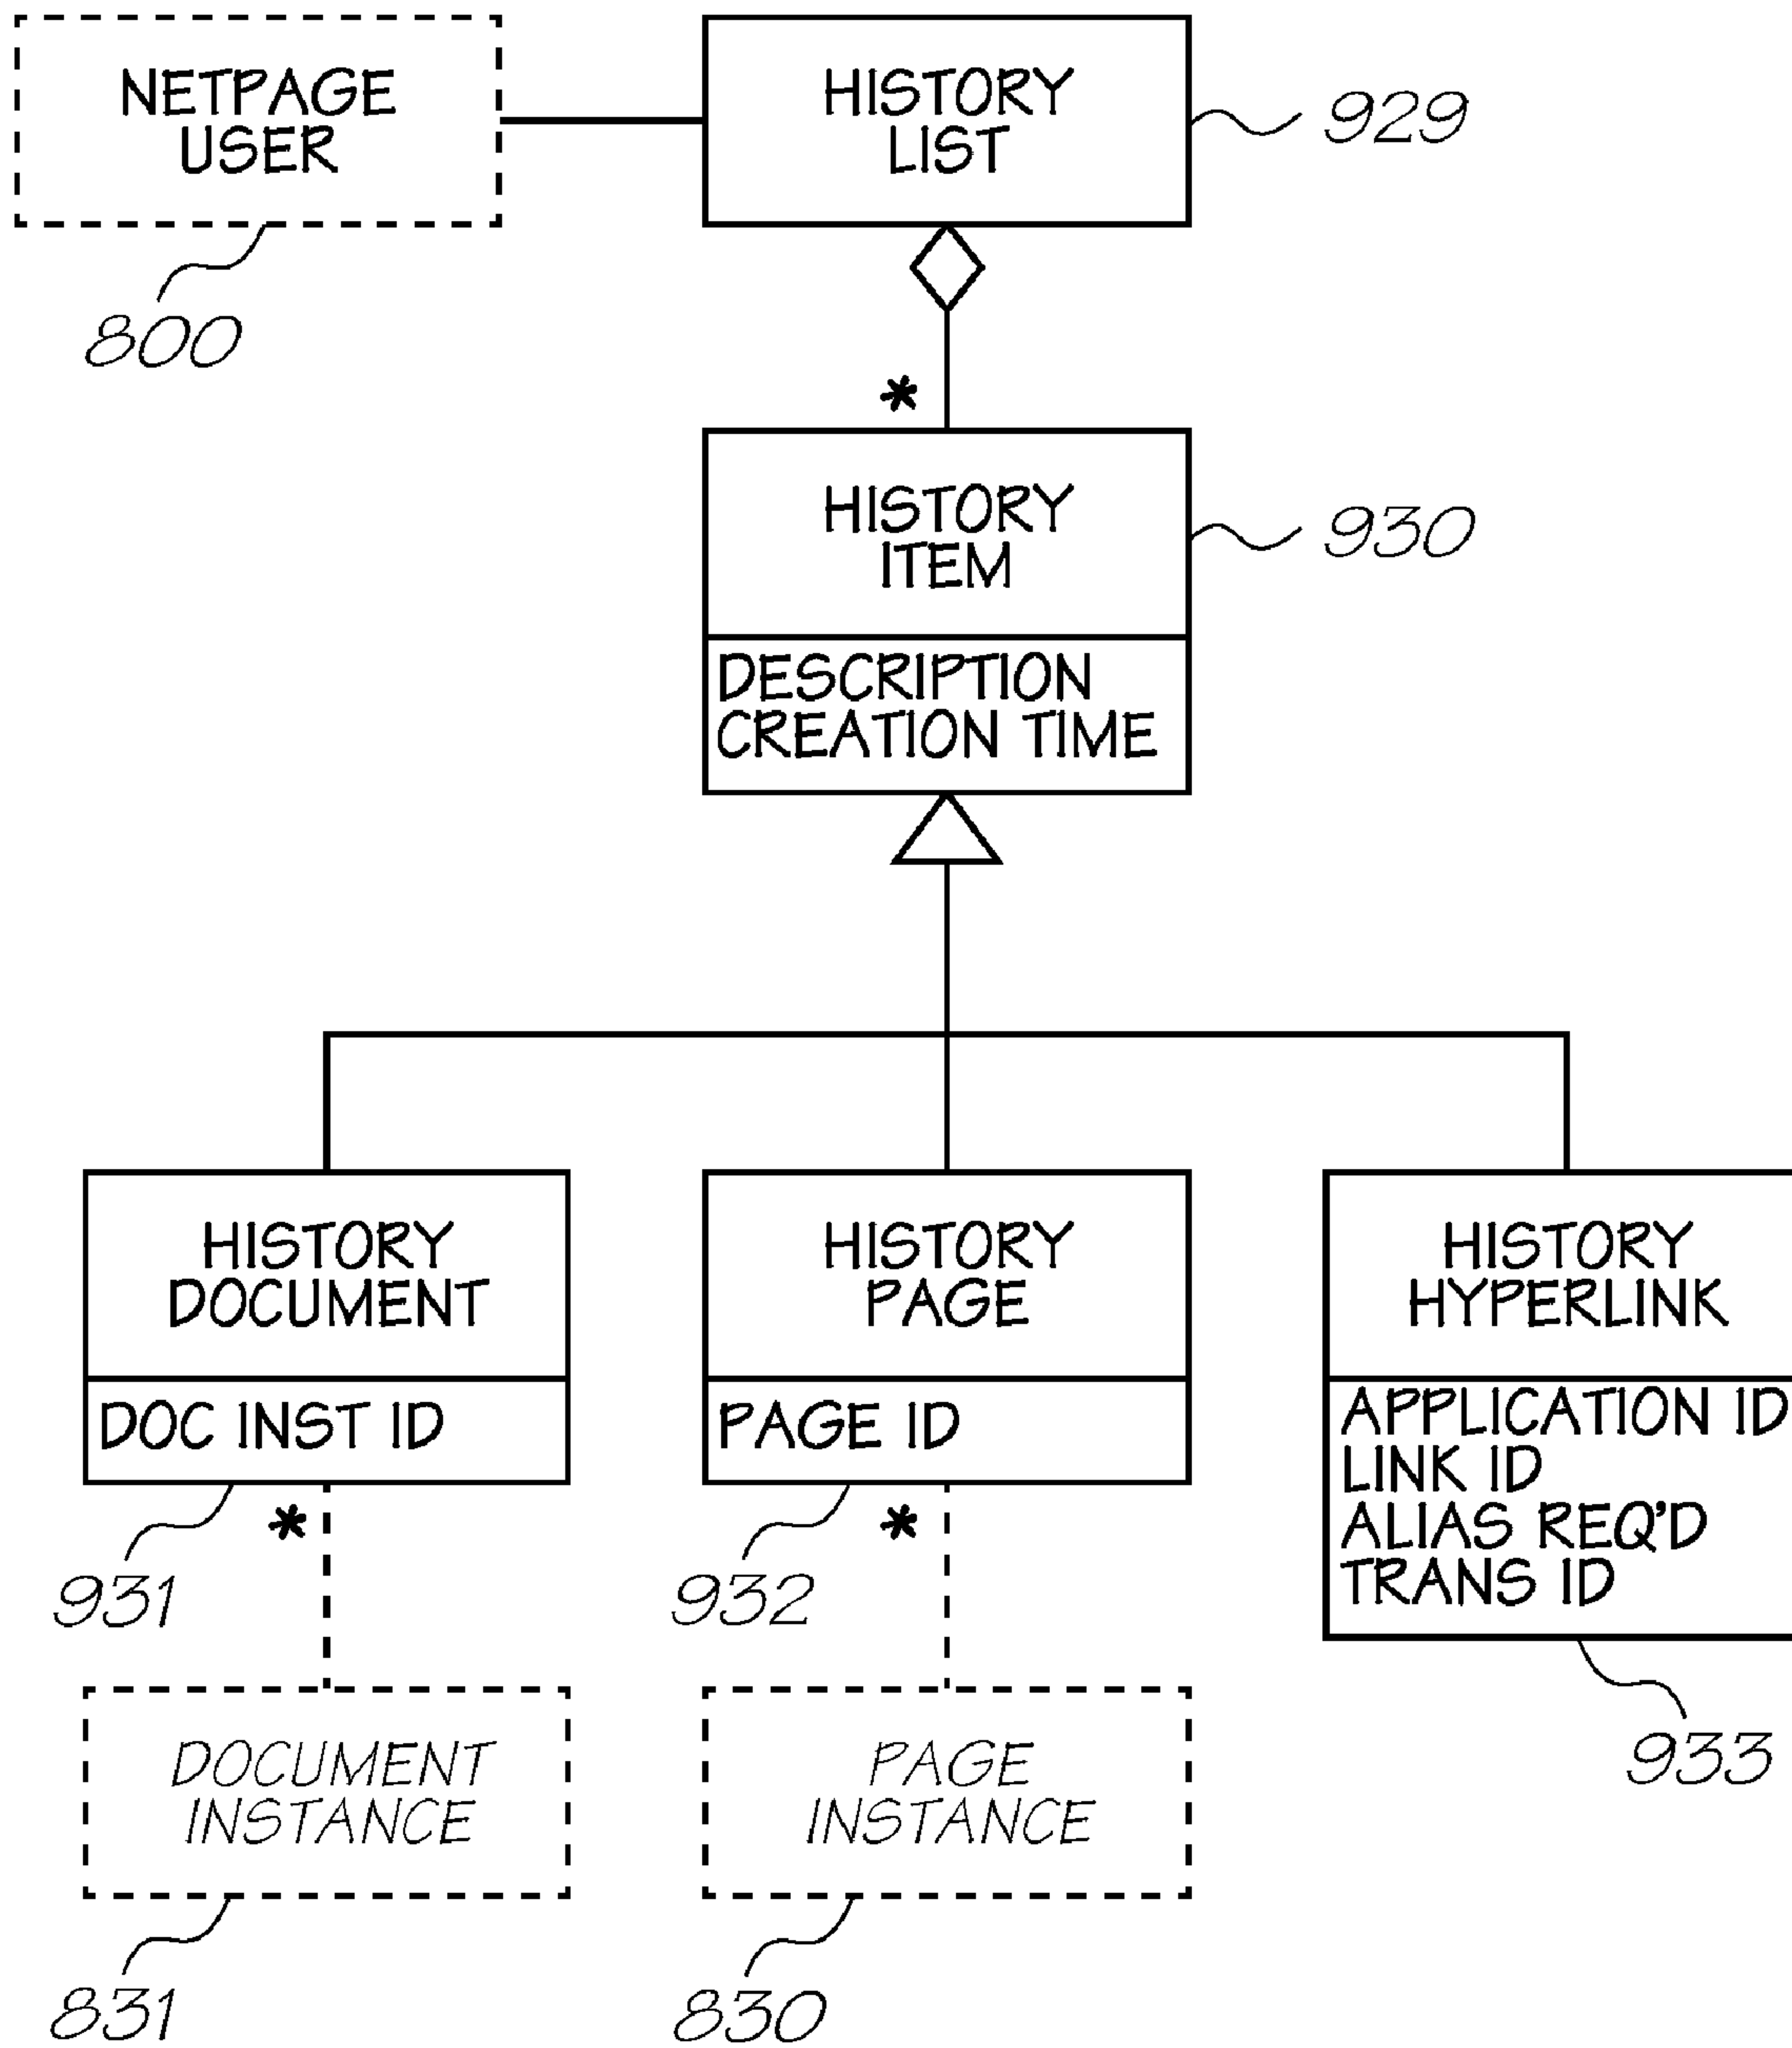 NETPAGE
USER
HISTORY
LIST
929
800
*
HISTORY
ITEM
930
DESCRIPTION
CREATION TIME
HISTORY
DOCUMENT
DOC INST ID
HISTORY
PAGE
PAGE ID
HISTORY
HYPERLINK
APPLICATION ID
LINK ID
ALIAS REQ'D
TRANS ID
*
931
*
932
933
DOCUMENT
INSTANCE
PAGE
INSTANCE
831
830